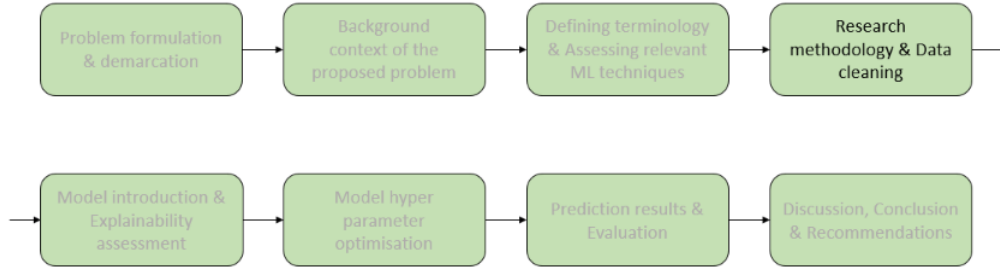 Problem formulation
& demarcation
Background
context of the
proposed problem
Defining terminology
& Assessing relevant
ML techniques
Research
methodology & Data
cleaning
Model introduction &
Explainability
assessment
Model hyper
parameter
optimisation
Prediction results &
Evaluation
Discussion, Conclusion
& Recommendations